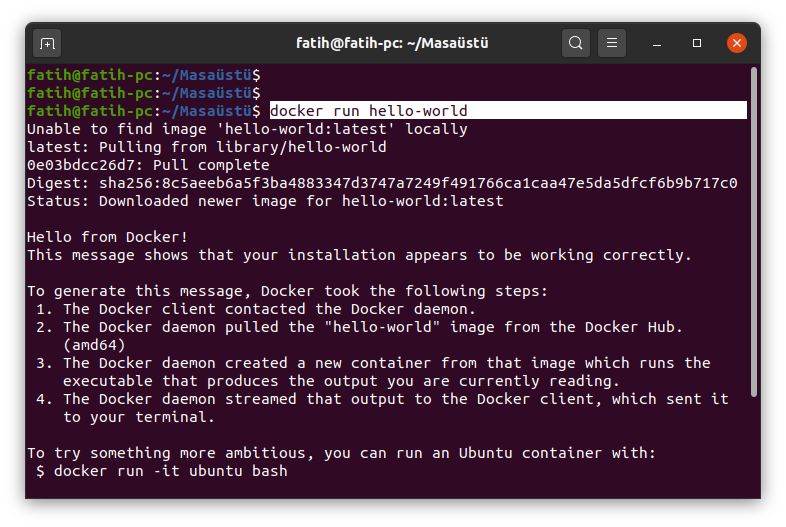 fatih@fatih-pc: ~/Masaüstü
fatih@fatih-pc:~/Masaüstü$
fatih@fatih-pc:~/Masaüstü$
fatih@fatih-pc:~/Masaüstü$ docker run hello-world
Unable to find image 'hello-world:latest' locally
latest: Pulling from library/hello-world
0e03bdcc26d7: Pull complete
Digest: sha256:8c5aeeb6a5f3ba4883347d3747a7249f491766ca1caa47e5da5dfcf6b9b717c0
Status: Downloaded newer image for hello-world:latest

Hello from Docker!
This message shows that your installation appears to be working correctly.

To generate this message, Docker took the following steps:
 1. The Docker client contacted the Docker daemon.
 2. The Docker daemon pulled the "hello-world" image from the Docker Hub.
    (amd64)
 3. The Docker daemon created a new container from that image which runs the
    executable that produces the output you are currently reading.
 4. The Docker daemon streamed that output to the Docker client, which sent it
    to your terminal.

To try something more ambitious, you can run an Ubuntu container with:
 $ docker run -it ubuntu bash